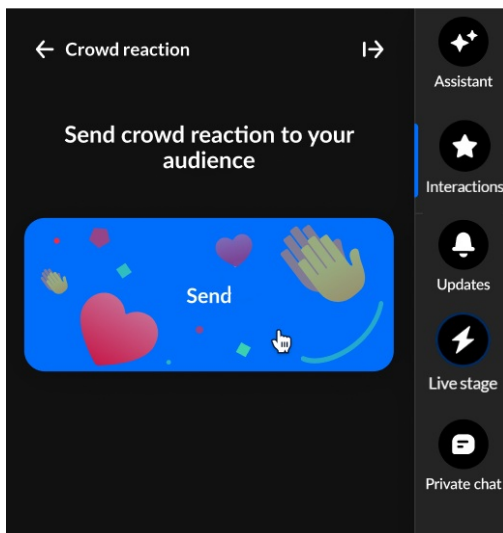 Crowd reaction
Send crowd reaction to your
audience
Send
Assistant
Interactions
Updates
Live stage
Private chat